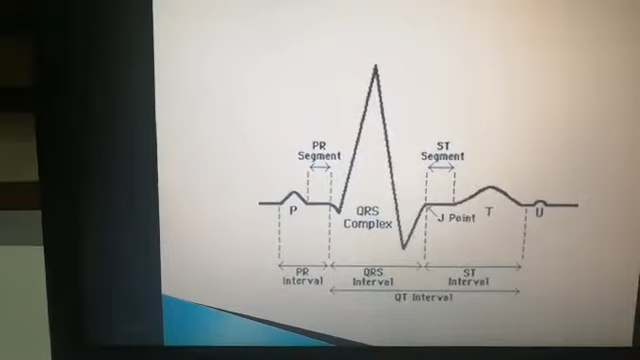 PR
Segment
ST
Segment
P
QRS
Complex
J Point
T
U
PR
Interval
QRS
Interval
ST
Interval
QT Interval